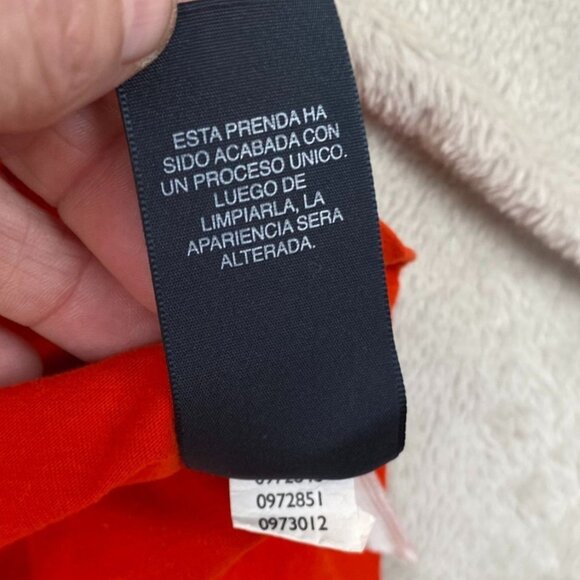 ESTA PRENDA HA
SIDO ACABADA CON
UN PROCESO UNICO.
LUEGO DE
LIMPIARLA, LA
APARIENCIA SERA
ALTERADA.
0972851
0973012